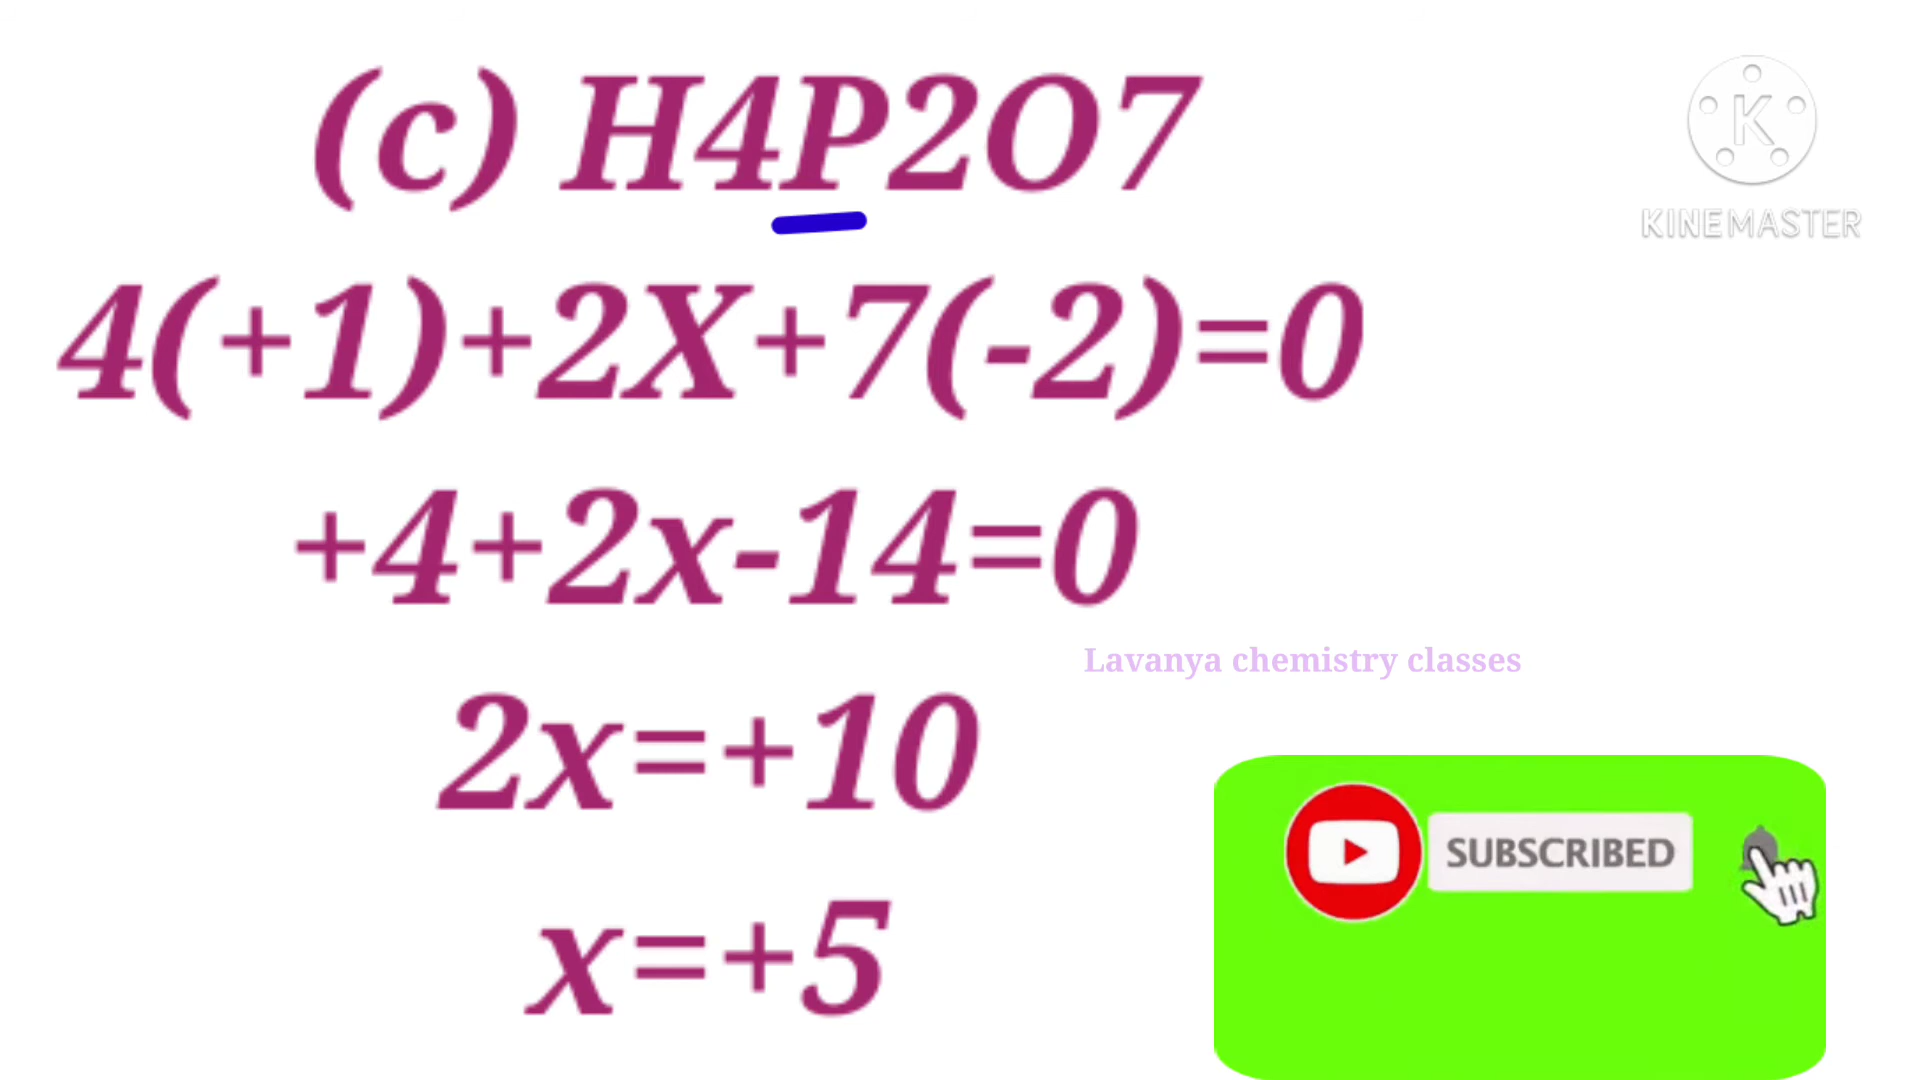 (c) H4P2O7
K
KINEMASTER
4(+1)+2X+7(-2)=0
+4+2x-14=0
Lavanya chemistry classes
2x=+10
SUBSCRIBED
x=+5